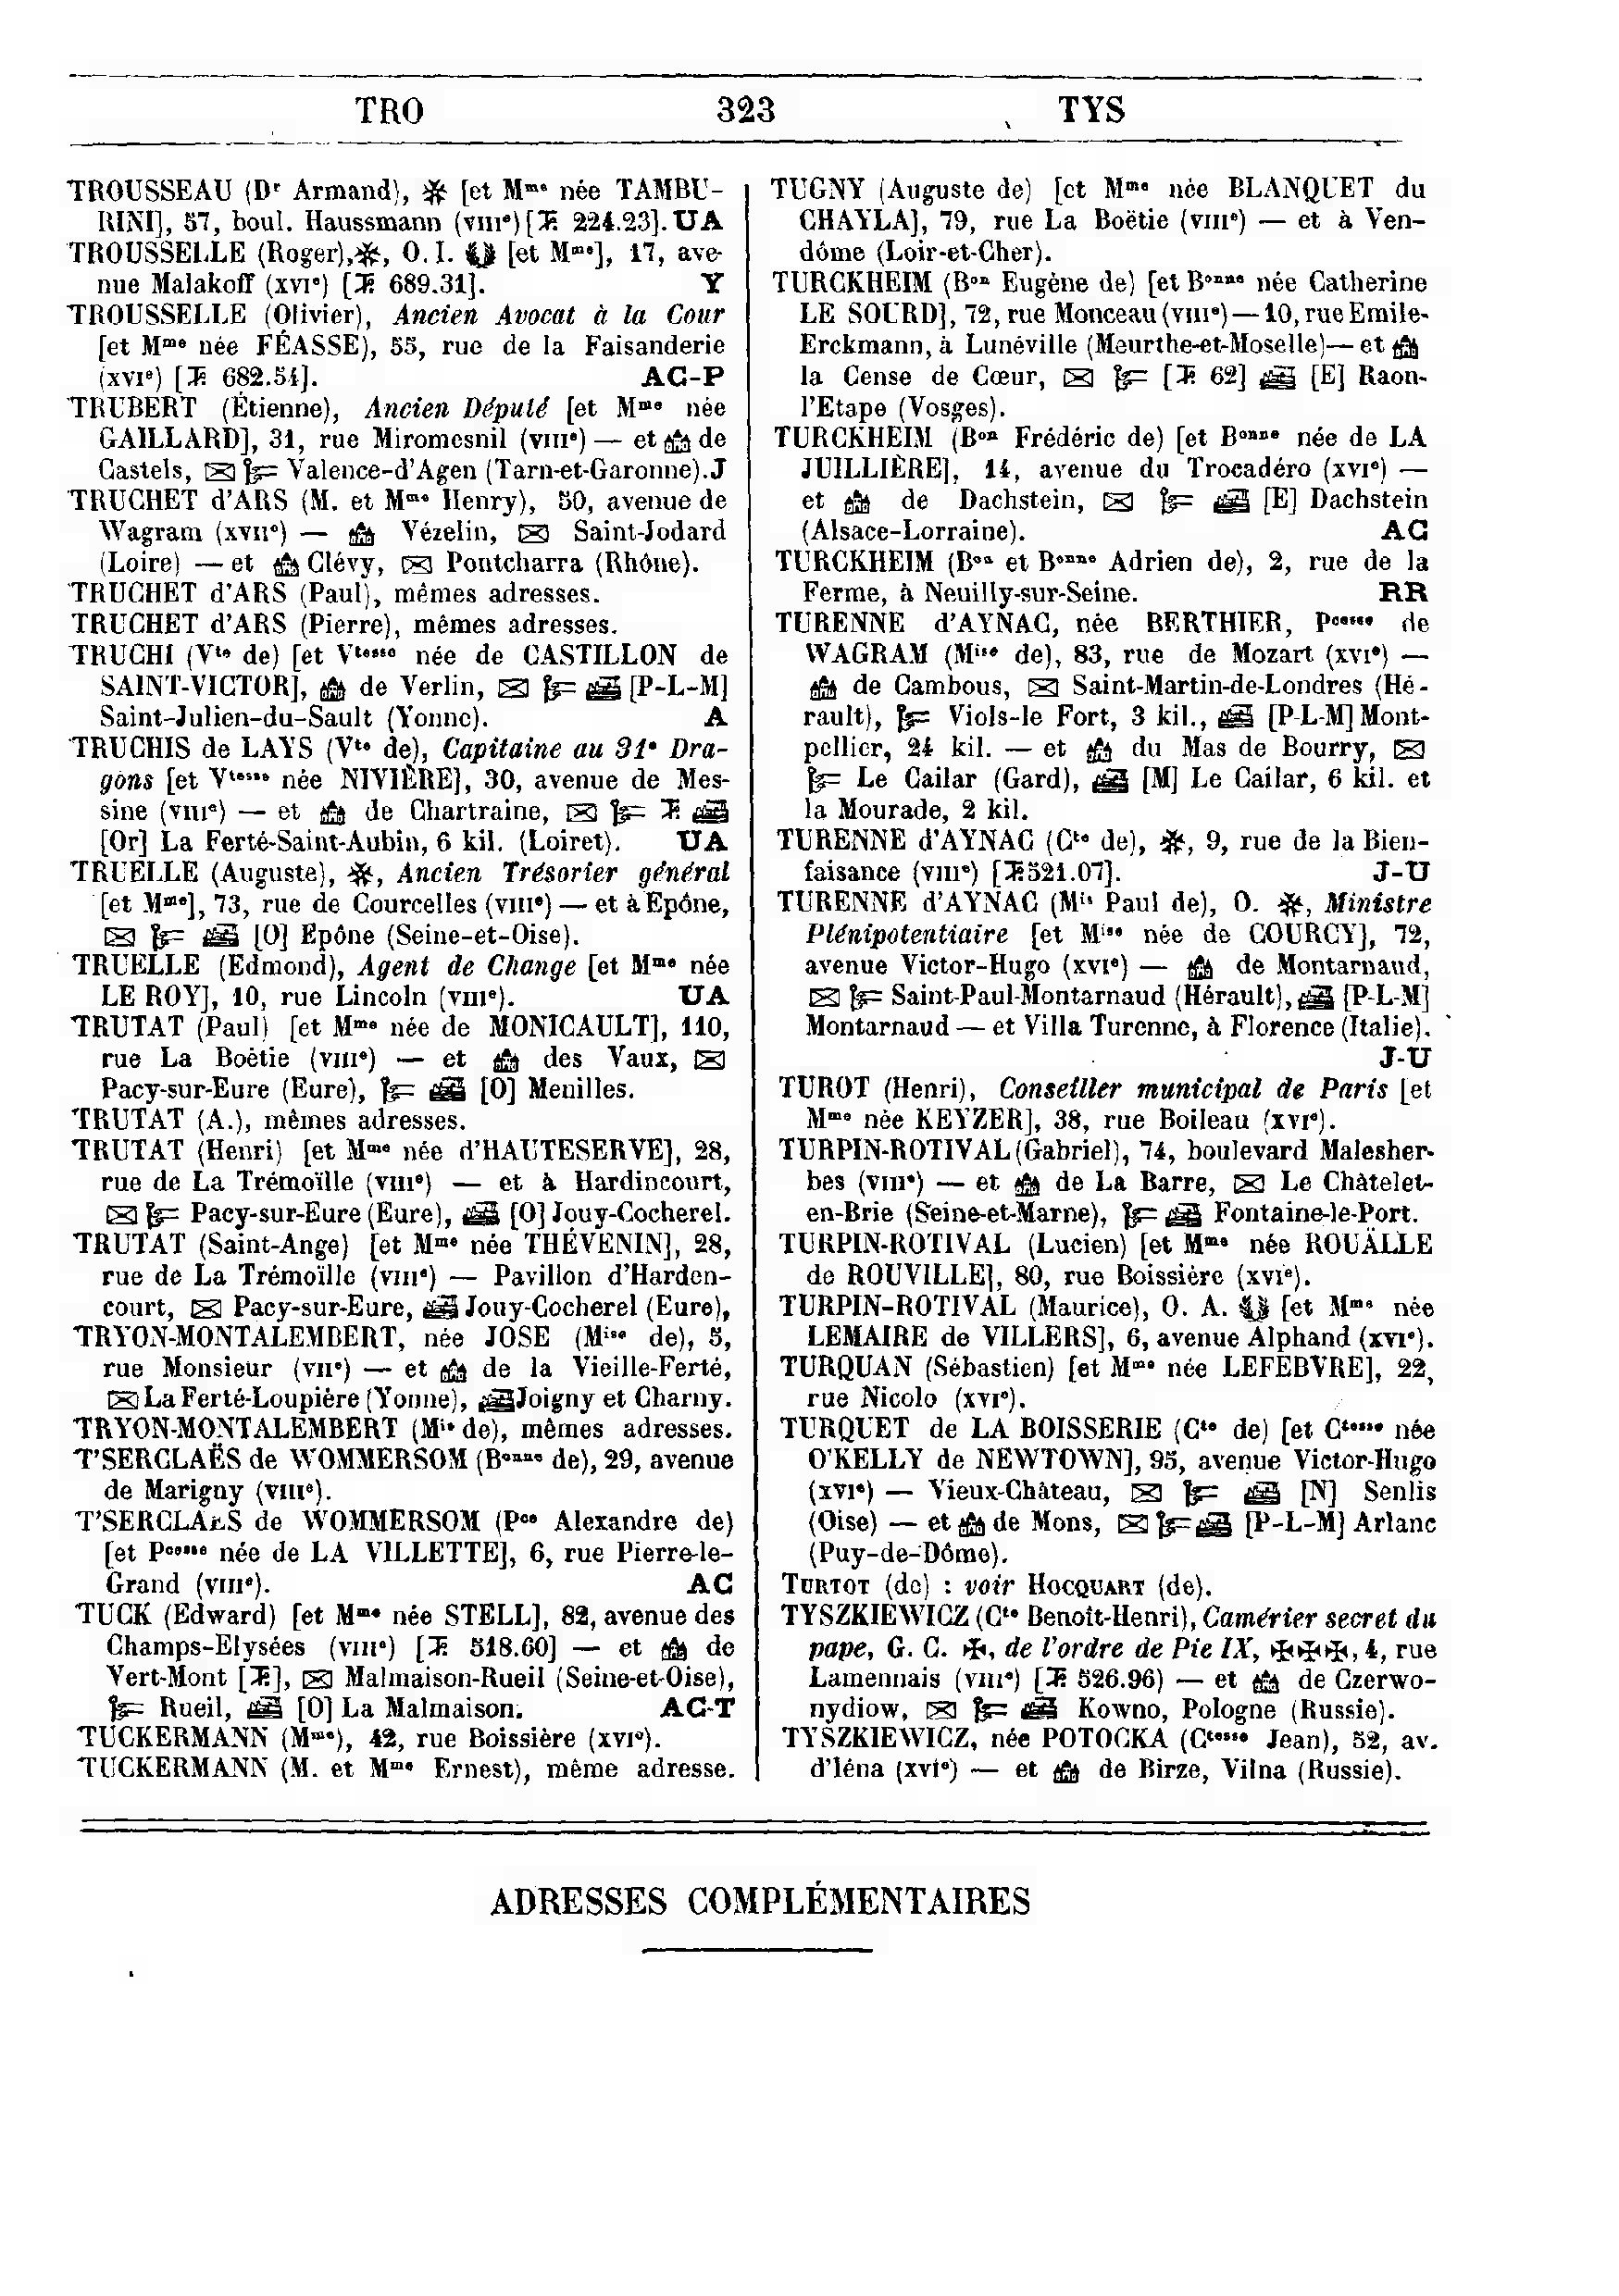 TRO 323 TYS
TROUSSEAU (Dr Armand), [et Mme née TAMBU-
RINI], 57, boul. Haussmann (VIIIe) [T. 224.23]. UA
TROUSSELLE (Roger), O. I. [et Mme], 17, ave-
nue Malakoff (XVIe) [T. 689.31]. Y
TROUSSELLE (Olivier), Ancien Avocat à la Cour
[et Mme née FÉASSE), 55, rue de la Faisanderie
(XVIe) [T. 682.54]. AC-P
TRUBERT (Étienne), Ancien Député [et Mme née
GAILLARD], 31, rue Miromesnil (VIIIe) — et de
Castels, Valence-d'Agen (Tarn-et-Garonne). J
TRUCHET d'ARS (M. et Mme Henry), 50, avenue de
Wagram (XVIIe) — Vézelin, Saint-Jodard
(Loire) — et Clévy, Pontcharra (Rhône).
TRUCHET d'ARS (Paul), mêmes adresses.
TRUCHET d'ARS (Pierre), mêmes adresses.
TRUCHI (Vte de) [et Vtesse née de CASTILLON de
SAINT-VICTOR], de Verlin, [P-L-M]
Saint-Julien-du-Sault (Yonne). A
TRUCHIS de LAYS (Vte de), Capitaine au 31e Dra-
gons [et Vtesse née NIVIÈRE], 30, avenue de Mes-
sine (VIIIe) — et de Chartraine, T.
[Or] La Ferté-Saint-Aubin, 6 kil. (Loiret). UA
TRUELLE (Auguste), Ancien Trésorier général
[et Mme], 73, rue de Courcelles (VIIIe) — et à Epône,
[O] Epône (Seine-et-Oise).
TRUELLE (Edmond), Agent de Change [et Mme née
LE ROY], 10, rue Lincoln (VIIIe). UA
TRUTAT (Paul) [et Mme née de MONICAULT], 110,
rue La Boëtie (VIIIe) — et des Vaux,
Pacy-sur-Eure (Eure), [O] Menilles.
TRUTAT (A.), mêmes adresses.
TRUTAT (Henri) [et Mme née d'HAUTESERVE], 28,
rue de La Trémoïlle (VIIIe) — et à Hardincourt,
Pacy-sur-Eure (Eure), [O] Jouy-Cocherel.
TRUTAT (Saint-Ange) [et Mme née THÉVENIN], 28,
rue de La Trémoïlle (VIIIe) — Pavillon d'Harden-
court, Pacy-sur-Eure, Jouy-Cocherel (Eure),
TRYON-MONTALEMBERT, née JOSE (Mise de), 5,
rue Monsieur (VIIe) — et de la Vieille-Ferté,
La Ferté-Loupière (Yonne), Joigny et Charny.
TRYON-MONTALEMBERT (Mis de), mêmes adresses.
T'SERCLAËS de WOMMERSOM (Bonne de), 29, avenue
de Marigny (VIIIe).
T'SERCLAES de WOMMERSOM (Pce Alexandre de)
[et Pcesse née de LA VILLETTE], 6, rue Pierre-le-
Grand (VIIIe). AC
TUCK (Edward) [et Mme née STELL], 82, avenue des
Champs-Elysées (VIIIe) [T. 518.60] — et de
Vert-Mont [T.], Malmaison-Rueil (Seine-et-Oise),
Rueil, [O] La Malmaison. AC-T
TUCKERMANN (Mme), 42, rue Boissière (XVIe).
TUCKERMANN (M. et Mme Ernest), même adresse.
TUGNY (Auguste de) [et Mme née BLANQUET du
CHAYLA], 79, rue La Boëtie (VIIIe) — et à Ven-
dôme (Loir-et-Cher).
TURCKHEIM (Bon Eugène de) [et Bonne née Catherine
LE SOURD], 72, rue Monceau (VIIIe) — 10, rue Emile-
Erckmann, à Lunéville (Meurthe-et-Moselle) — et
la Cense de Cœur, [T. 62] [E] Raon-
l'Etape (Vosges).
TURCKHEIM (Bon Frédéric de) [et Bonne née de LA
JUILLIÈRE], 14, avenue du Trocadéro (XVIe) —
et de Dachstein, [E] Dachstein
(Alsace-Lorraine). AC
TURCKHEIM (Bon et Bonne Adrien de), 2, rue de la
Ferme, à Neuilly-sur-Seine. RR
TURENNE d'AYNAC, née BERTHIER, Pcesse de
WAGRAM (Mise de), 83, rue de Mozart (XVIe) —
de Cambous, Saint-Martin-de-Londres (Hé-
rault), Viols-le Fort, 3 kil., [P-L-M] Mont-
pellier, 24 kil. — et du Mas de Bourry,
Le Cailar (Gard), [M] Le Cailar, 6 kil. et
la Mourade, 2 kil.
TURENNE d'AYNAC (Cte de), 9, rue de la Bien-
faisance (VIIIe) [T. 521.07]. J-U
TURENNE d'AYNAC (Mis Paul de), O. Ministre
Plénipotentiaire [et Mise née de COURCY], 72,
avenue Victor-Hugo (XVIe) — de Montarnaud,
Saint-Paul-Montarnaud (Hérault), [P-L-M]
Montarnaud — et Villa Turenne, à Florence (Italie).
J-U
TUROT (Henri), Conseiller municipal de Paris [et
Mme née KEYZER], 38, rue Boileau (XVIe).
TURPIN-ROTIVAL (Gabriel), 74, boulevard Malesher-
bes (VIIIe) — et de La Barre, Le Châtelet-
en-Brie (Seine-et-Marne), Fontaine-le-Port.
TURPIN-ROTIVAL (Lucien) [et Mme née ROUÄLLE
de ROUVILLE], 80, rue Boissière (XVIe).
TURPIN-ROTIVAL (Maurice), O. A. [et Mme née
LEMAIRE de VILLERS], 6, avenue Alphand (XVIe).
TURQUAN (Sébastien) [et Mme née LEFEBVRE], 22,
rue Nicolo (XVIe).
TURQUET de LA BOISSERIE (Cte de) [et Ctesse née
O'KELLY de NEWTOWN], 95, avenue Victor-Hugo
(XVIe) — Vieux-Château, [N] Senlis
(Oise) — et de Mons, [P-L-M] Arlanc
(Puy-de-Dôme).
TURTOT (de) : voir HOCQUART (de).
TYSZKIEWICZ (Cte Benoît-Henri), Camérier secret du
pape, G. C. ✠, de l'ordre de Pie IX, ✠✠✠, 4, rue
Lamennais (VIIIe) [T. 526.96) — et de Czerwo-
nydiow, Kowno, Pologne (Russie).
TYSZKIEWICZ, née POTOCKA (Ctesse Jean), 52, av.
d'Iéna (XVIe) — et de Birze, Vilna (Russie).
ADRESSES COMPLÉMENTAIRES